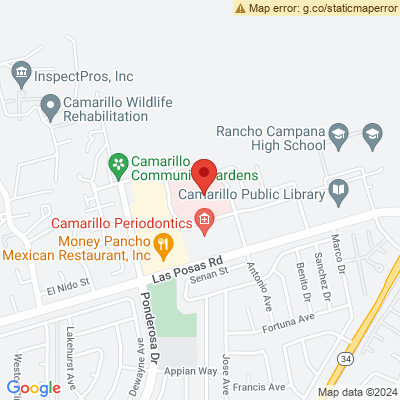 Map error: g.co/staticmaperror
InspectPros, Inc
Camarillo Wildlife
Rehabilitation
Rancho Campana
High School
Camarillo
Community Gardens
Camarillo Public Library
Camarillo Periodontics
Money Pancho
Mexican Restaurant, Inc
Las Posas Rd
Senan St
El Nido St
Ponderosa Dr
Antonio Ave
Benito Dr
Sanchez Dr
Marco Dr
Fortuna Ave
34
Lakehurst Ave
Dewayne Ave
Appian Way
Jose Ave
Francis Ave
Google
Map data ©2024